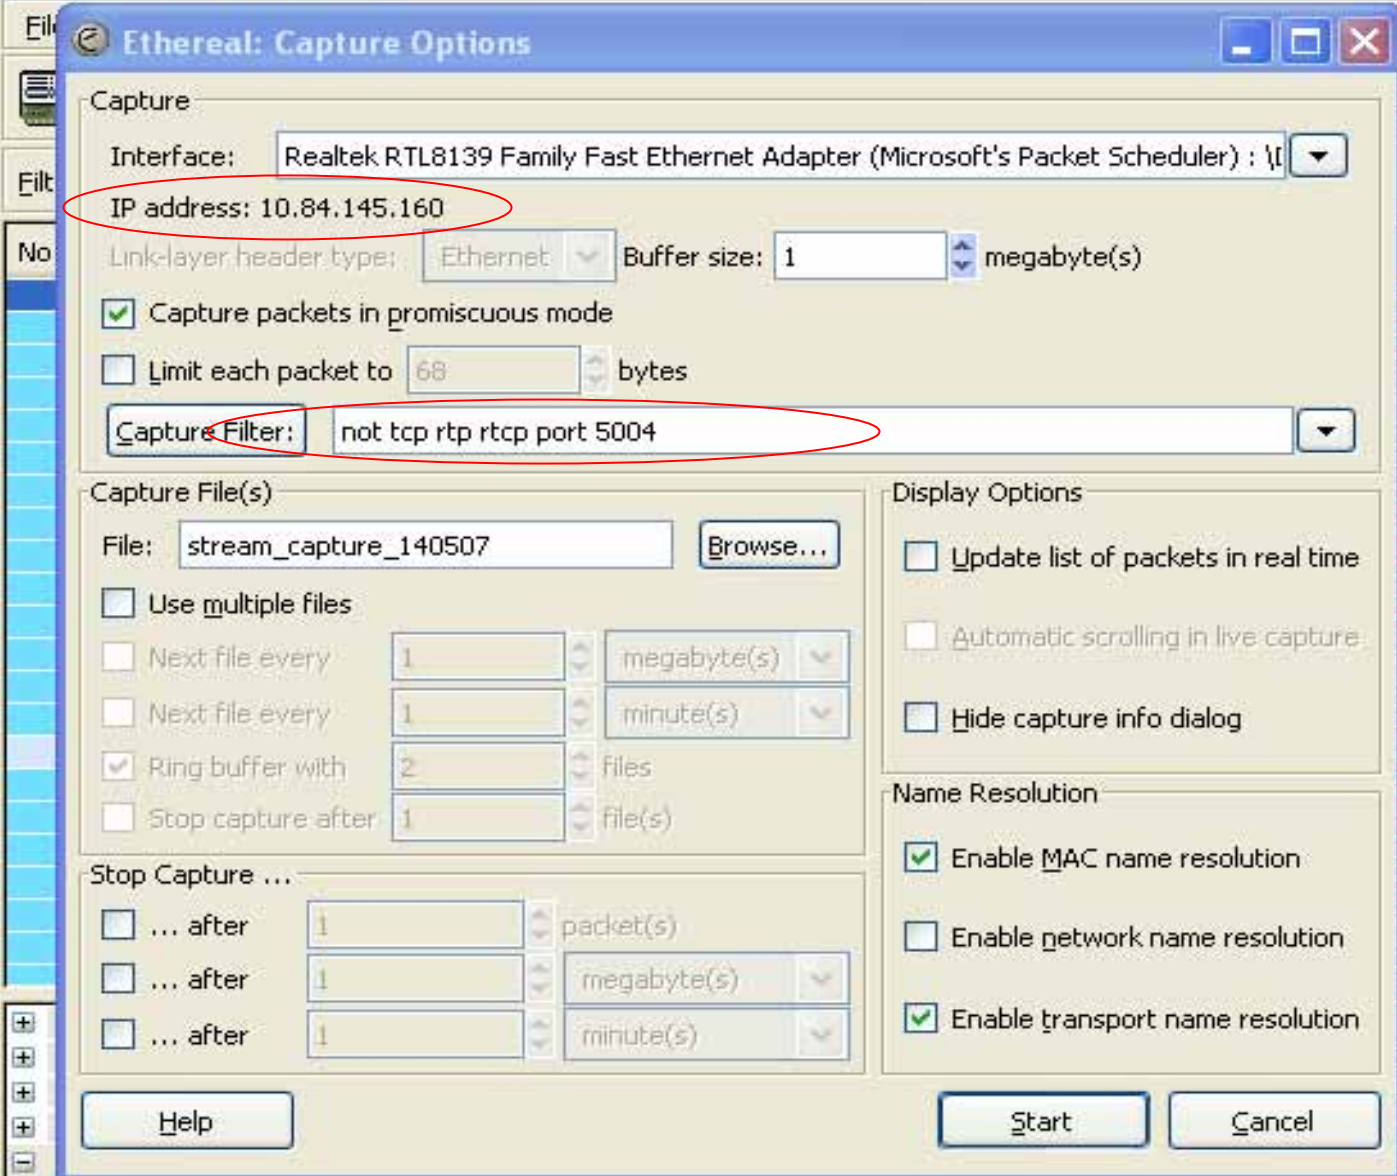 Fil
Ethereal: Capture Options
Capture
Interface: Realtek RTL8139 Family Fast Ethernet Adapter (Microsoft's Packet Scheduler) : \
Filt
IP address: 10.84.145.160
No
Link-layer header type: Ethernet Buffer size: 1 megabyte(s)
Capture packets in promiscuous mode
Limit each packet to 68 bytes
Capture Filter: not tcp rtp rtcp port 5004
Capture File(s)
File: stream_capture_140507 Browse...
Use multiple files
Next file every 1 megabyte(s)
Next file every 1 minute(s)
Ring buffer with 2 files
Stop capture after 1 file(s)
Stop Capture ...
... after 1 packet(s)
... after 1 megabyte(s)
... after 1 minute(s)
Display Options
Update list of packets in real time
Automatic scrolling in live capture
Hide capture info dialog
Name Resolution
Enable MAC name resolution
Enable network name resolution
Enable transport name resolution
Help Start Cancel